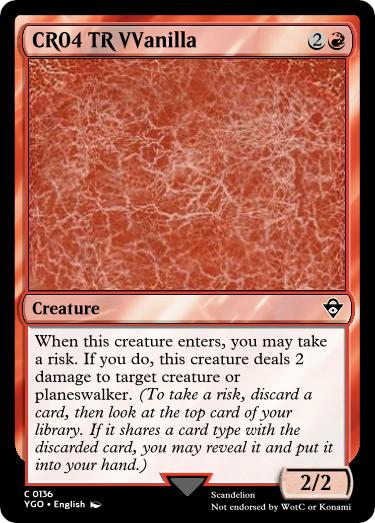 CR04 TR VVanilla
2
Creature
When this creature enters, you may take
a risk. If you do, this creature deals 2
damage to target creature or
planeswalker. (To take a risk, discard a
card, then look at the top card of your
library. If it shares a card type with the
discarded card, you may reveal it and put it
into your hand.)
2/2
C 0136
YGO • English
Scandelion
Not endorsed by WotC or Konami